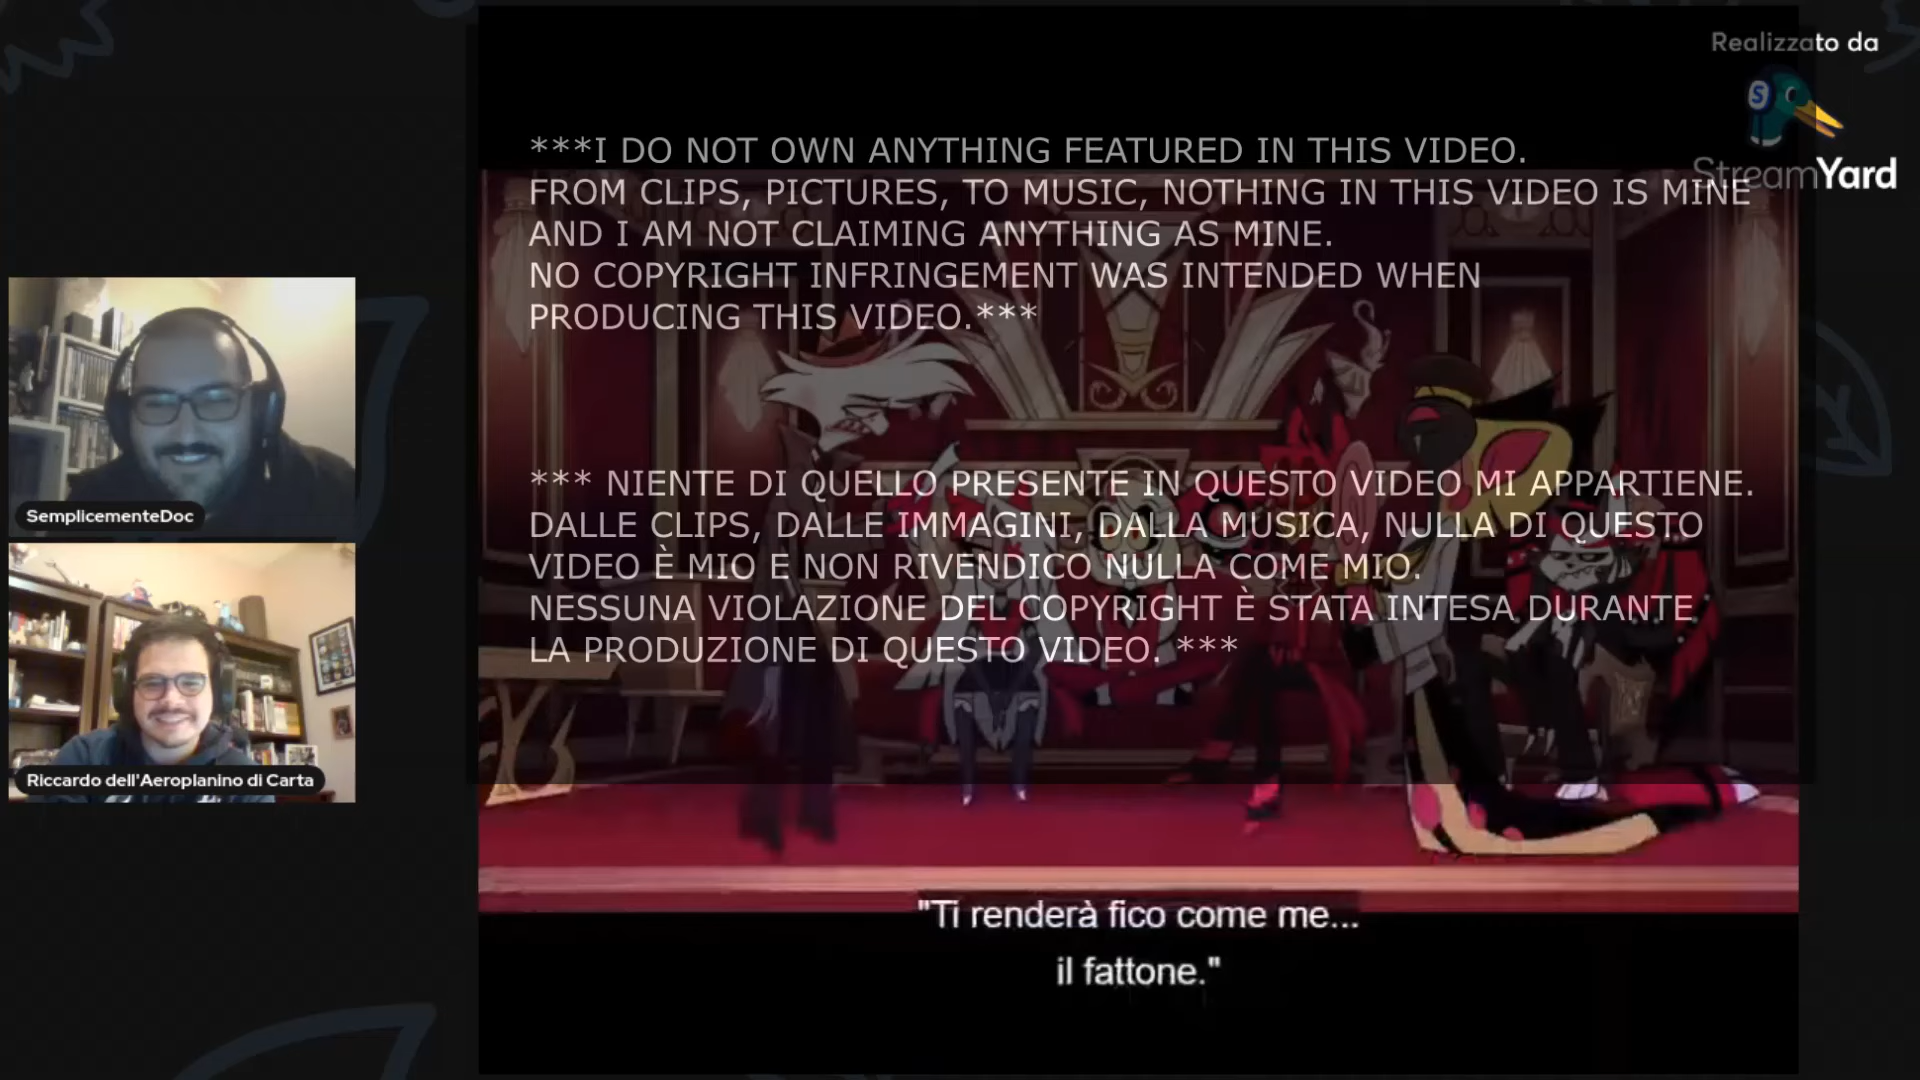 Realizzato da
S
StreamYard
***I DO NOT OWN ANYTHING FEATURED IN THIS VIDEO.
FROM CLIPS, PICTURES, TO MUSIC, NOTHING IN THIS VIDEO IS MINE
AND I AM NOT CLAIMING ANYTHING AS MINE.
NO COPYRIGHT INFRINGEMENT WAS INTENDED WHEN
PRODUCING THIS VIDEO.***
*** NIENTE DI QUELLO PRESENTE IN QUESTO VIDEO MI APPARTIENE.
DALLE CLIPS, DALLE IMMAGINI, DALLA MUSICA, NULLA DI QUESTO
VIDEO È MIO E NON RIVENDICO NULLA COME MIO.
NESSUNA VIOLAZIONE DEL COPYRIGHT È STATA INTESA DURANTE
LA PRODUZIONE DI QUESTO VIDEO. ***
SemplicementeDoc
Riccardo dell'Aeroplanino di Carta
"Ti renderà fico come me...
il fattone."